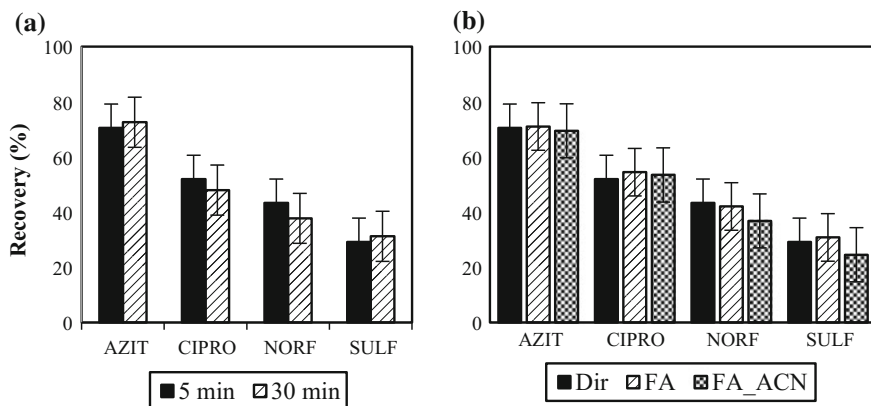 (a)
Recovery (%)
100
80
60
40
20
0
AZIT CIPRO NORF SULF
5 min 30 min
(b)
100
80
60
40
20
0
AZIT CIPRO NORF SULF
Dir FA FA_ACN